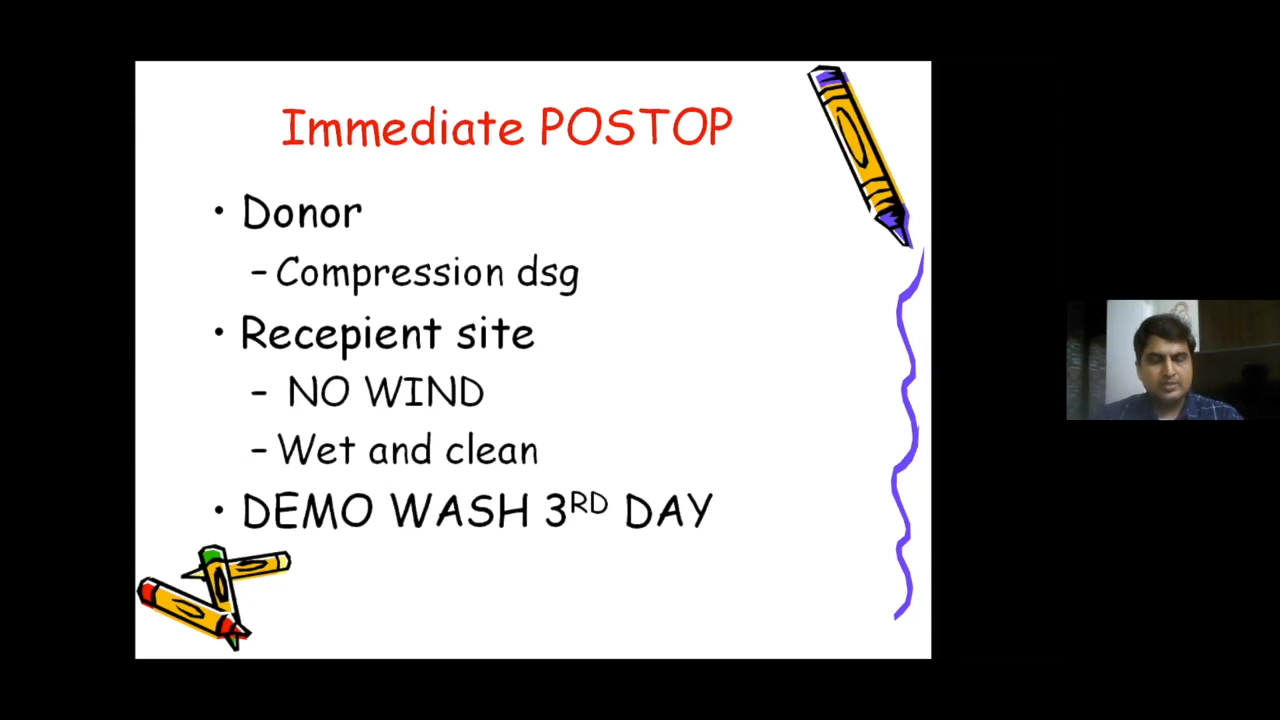 Immediate POSTOP
• Donor
– Compression dsg
• Recepient site
– NO WIND
– Wet and clean
• DEMO WASH 3RD DAY